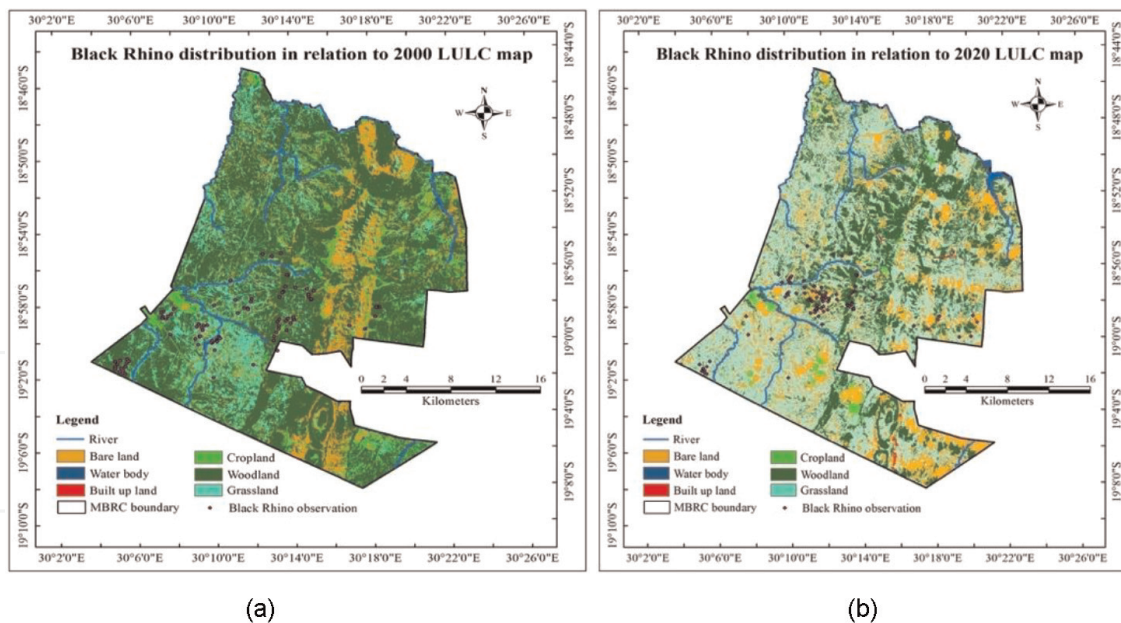 30°2'0"E 30°6'0"E 30°10'0"E 30°14'0"E 30°18'0"E 30°22'0"E 30°26'0"E
Black Rhino distribution in relation to 2000 LULC map
N
W E
S
18°46'0"S
18°50'0"S
18°54'0"S
18°58'0"S
19°2'0"S
19°6'0"S
19°10'0"S
18°44'0"S
18°48'0"S
18°52'0"S
18°56'0"S
19°0'0"S
19°4'0"S
19°8'0"S
0 2 4 8 12 16
Kilometers
Legend
River
Bare land
Water body
Built up land
MBRC boundary
Cropland
Woodland
Grassland
Black Rhino observation
30°2'0"E 30°6'0"E 30°10'0"E 30°14'0"E 30°18'0"E 30°22'0"E 30°26'0"E
(a)
30°2'0"E 30°6'0"E 30°10'0"E 30°14'0"E 30°18'0"E 30°22'0"E 30°26'0"E
Black Rhino distribution in relation to 2020 LULC map
N
W E
S
18°46'0"S
18°50'0"S
18°54'0"S
18°58'0"S
19°2'0"S
19°6'0"S
19°10'0"S
18°44'0"S
18°48'0"S
18°52'0"S
18°56'0"S
19°0'0"S
19°4'0"S
19°8'0"S
0 2 4 8 12 16
Kilometers
Legend
River
Bare land
Water body
Built up land
MBRC boundary
Cropland
Woodland
Grassland
Black Rhino observation
30°2'0"E 30°6'0"E 30°10'0"E 30°14'0"E 30°18'0"E 30°22'0"E 30°26'0"E
(b)